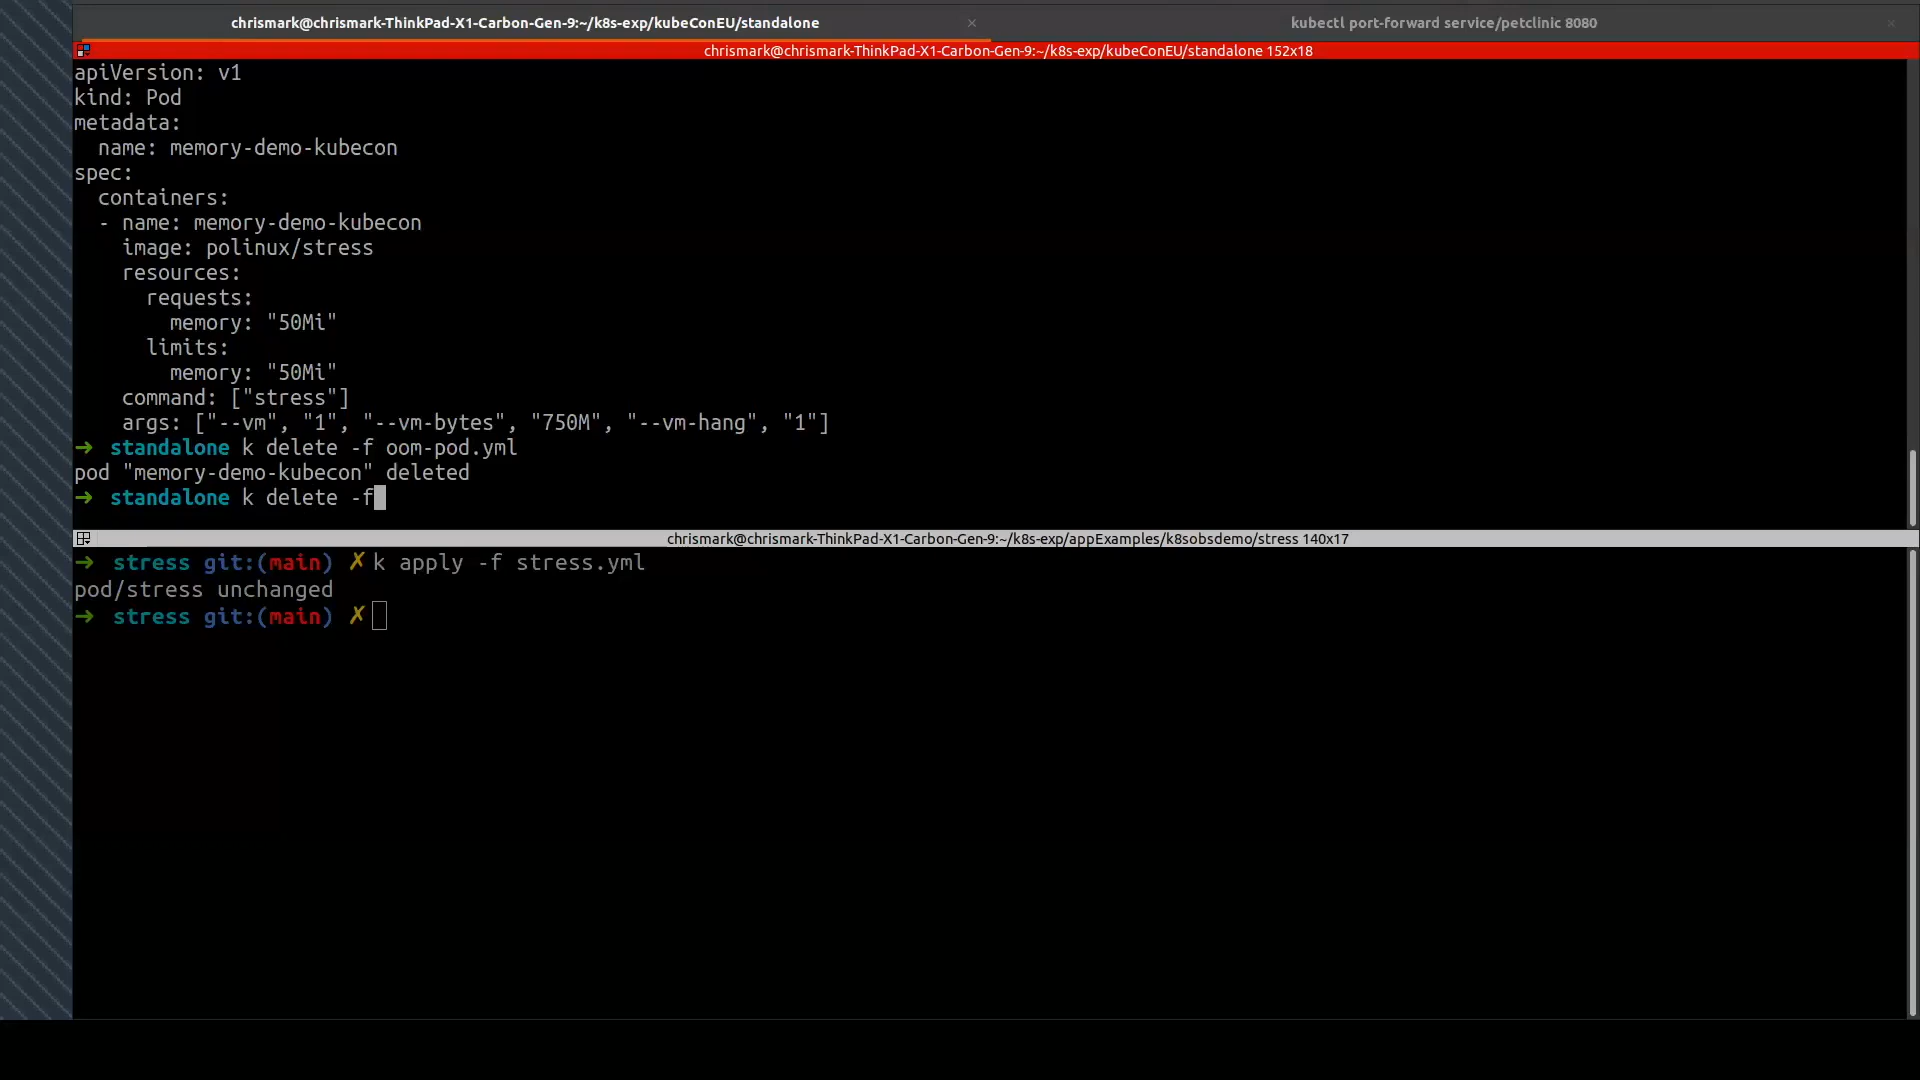 chrismark@chrismark-ThinkPad-X1-Carbon-Gen-9:~/k8s-exp/kubeConEU/standalone × kubectl port-forward service/petclinic 8080 ×
chrismark@chrismark-ThinkPad-X1-Carbon-Gen-9:~/k8s-exp/kubeConEU/standalone 152x18
apiVersion: v1
kind: Pod
metadata:
  name: memory-demo-kubecon
spec:
  containers:
  - name: memory-demo-kubecon
    image: polinux/stress
    resources:
      requests:
        memory: "50Mi"
      limits:
        memory: "50Mi"
    command: ["stress"]
    args: ["--vm", "1", "--vm-bytes", "750M", "--vm-hang", "1"]
➜ standalone k delete -f oom-pod.yml
pod "memory-demo-kubecon" deleted
➜ standalone k delete -f
chrismark@chrismark-ThinkPad-X1-Carbon-Gen-9:~/k8s-exp/appExamples/k8sobsdemo/stress 140x17
➜ stress git:(main) ✗ k apply -f stress.yml
pod/stress unchanged
➜ stress git:(main) ✗